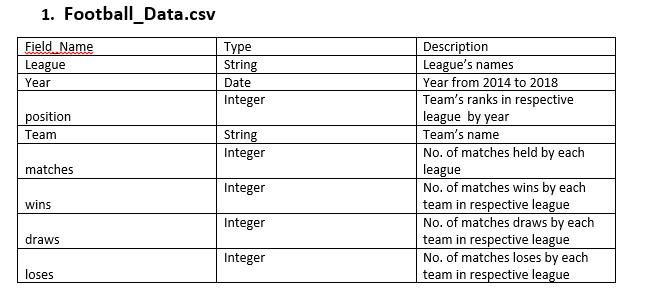 1. Football_Data.csv
Field_Name Type Description
League String League's names
Year Date Year from 2014 to 2018
position Integer Team's ranks in respective
league by year
Team String Team's name
matches Integer No. of matches held by each
league
wins Integer No. of matches wins by each
team in respective league
draws Integer No. of matches draws by each
team in respective league
loses Integer No. of matches loses by each
team in respective league